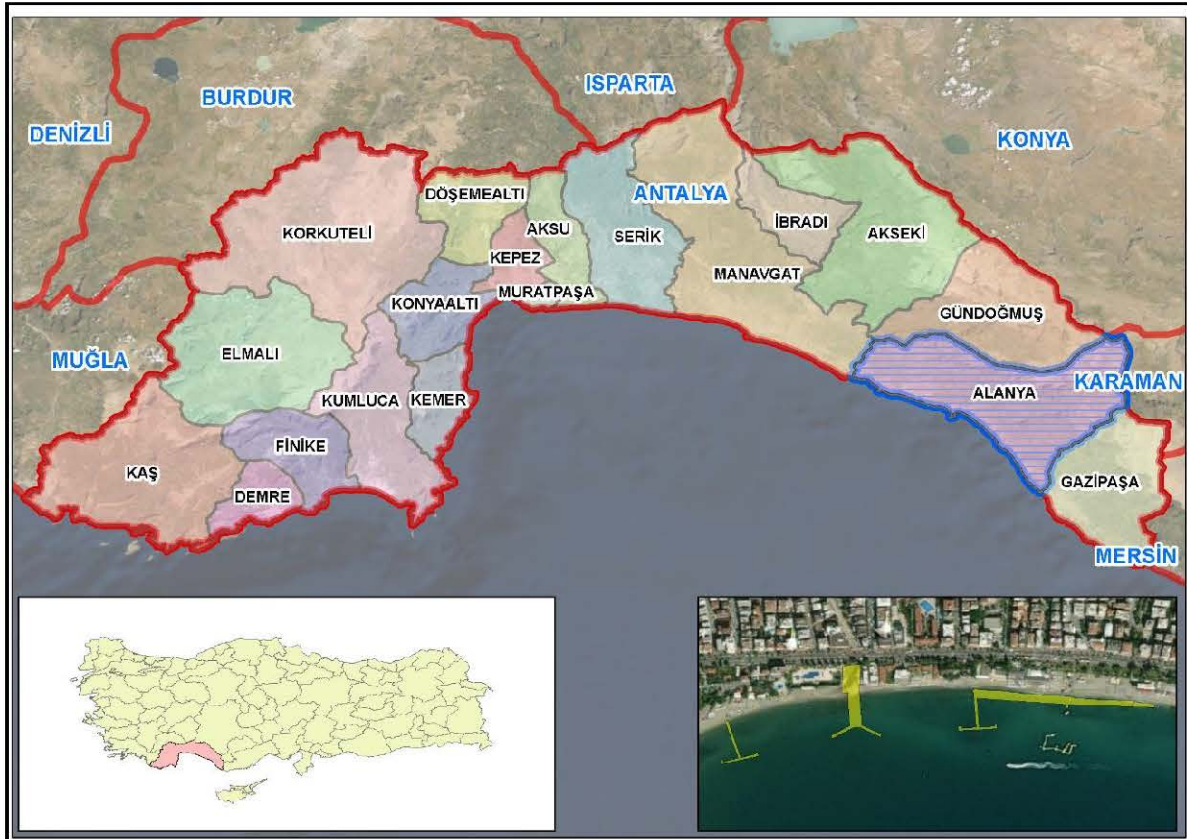 BURDUR
ISPARTA
DENİZLİ
KONYA
DÖŞEMEALTI
ANTALYA
KORKUTELİ
AKSU
SERİK
İBRADI
AKSEKİ
KEPEZ
MANAVGAT
KONYAALTI
MURATPAŞA
GÜNDOĞMUŞ
MUĞLA
ELMALI
KARAMAN
ALANYA
KUMLUCA
KEMER
FİNİKE
KAŞ
DEMRE
GAZİPAŞA
MERSİN